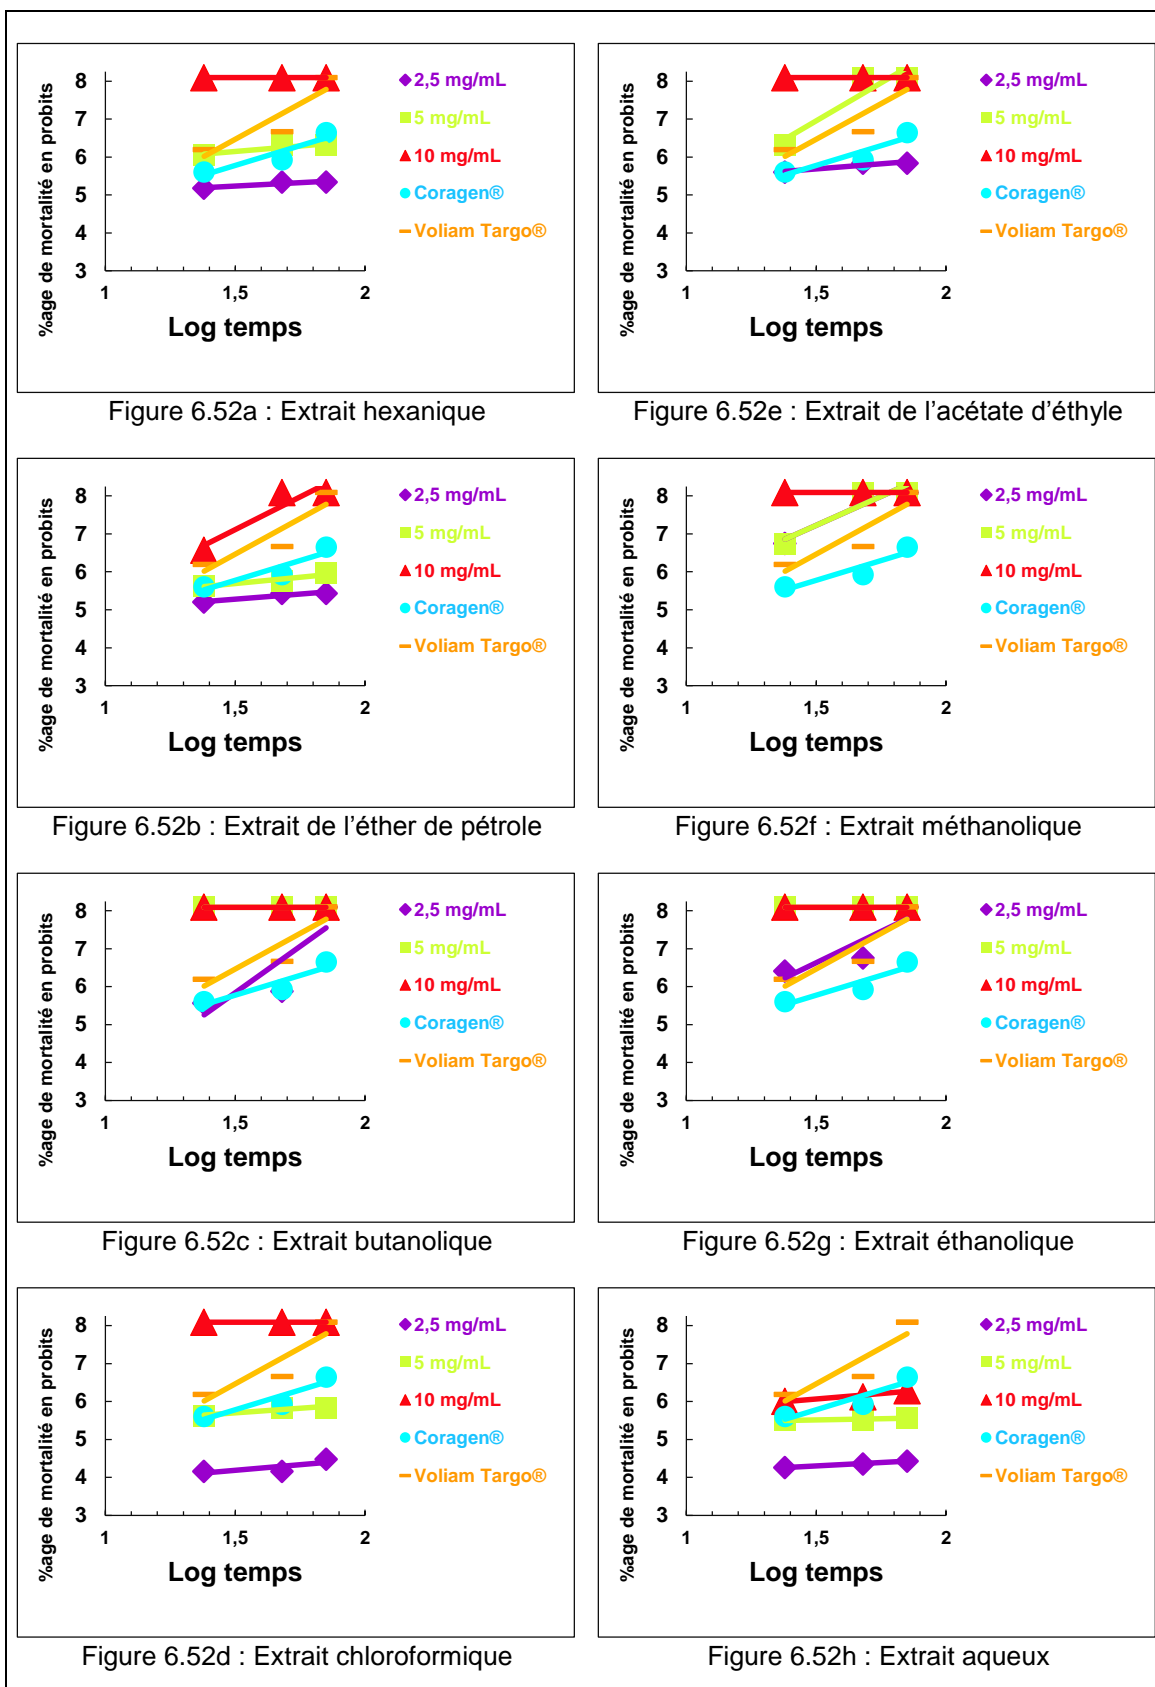 %age de mortalité en probits
8
7
6
5
4
3
1
1,5
2
Log temps
2,5 mg/mL
5 mg/mL
10 mg/mL
Coragen®
Voliam Targo®
Figure 6.52a : Extrait hexanique
%age de mortalité en probits
8
7
6
5
4
3
1
1,5
2
Log temps
2,5 mg/mL
5 mg/mL
10 mg/mL
Coragen®
Voliam Targo®
Figure 6.52e : Extrait de l’acétate d’éthyle
%age de mortalité en probits
8
7
6
5
4
3
1
1,5
2
Log temps
2,5 mg/mL
5 mg/mL
10 mg/mL
Coragen®
Voliam Targo®
Figure 6.52b : Extrait de l’éther de pétrole
%age de mortalité en probits
8
7
6
5
4
3
1
1,5
2
Log temps
2,5 mg/mL
5 mg/mL
10 mg/mL
Coragen®
Voliam Targo®
Figure 6.52f : Extrait méthanolique
%age de mortalité en probits
8
7
6
5
4
3
1
1,5
2
Log temps
2,5 mg/mL
5 mg/mL
10 mg/mL
Coragen®
Voliam Targo®
Figure 6.52c : Extrait butanolique
%age de mortalité en probits
8
7
6
5
4
3
1
1,5
2
Log temps
2,5 mg/mL
5 mg/mL
10 mg/mL
Coragen®
Voliam Targo®
Figure 6.52g : Extrait éthanolique
%age de mortalité en probits
8
7
6
5
4
3
1
1,5
2
Log temps
2,5 mg/mL
5 mg/mL
10 mg/mL
Coragen®
Voliam Targo®
Figure 6.52d : Extrait chloroformique
%age de mortalité en probits
8
7
6
5
4
3
1
1,5
2
Log temps
2,5 mg/mL
5 mg/mL
10 mg/mL
Coragen®
Voliam Targo®
Figure 6.52h : Extrait aqueux